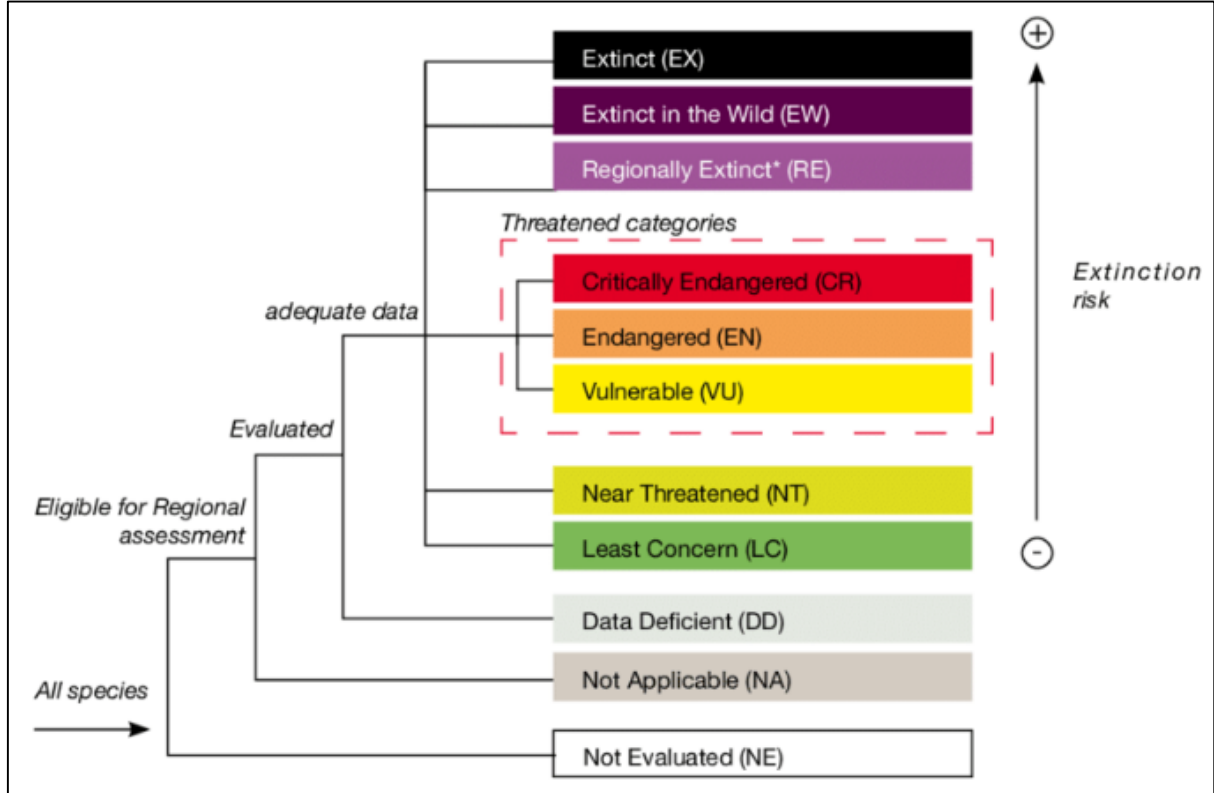 Extinct (EX)
Extinct in the Wild (EW)
Regionally Extinct* (RE)
Threatened categories
Critically Endangered (CR)
adequate data
Endangered (EN)
Vulnerable (VU)
Evaluated
Near Threatened (NT)
Eligible for Regional
assessment
Least Concern (LC)
Data Deficient (DD)
Not Applicable (NA)
All species
Not Evaluated (NE)
+
Extinction
risk
-